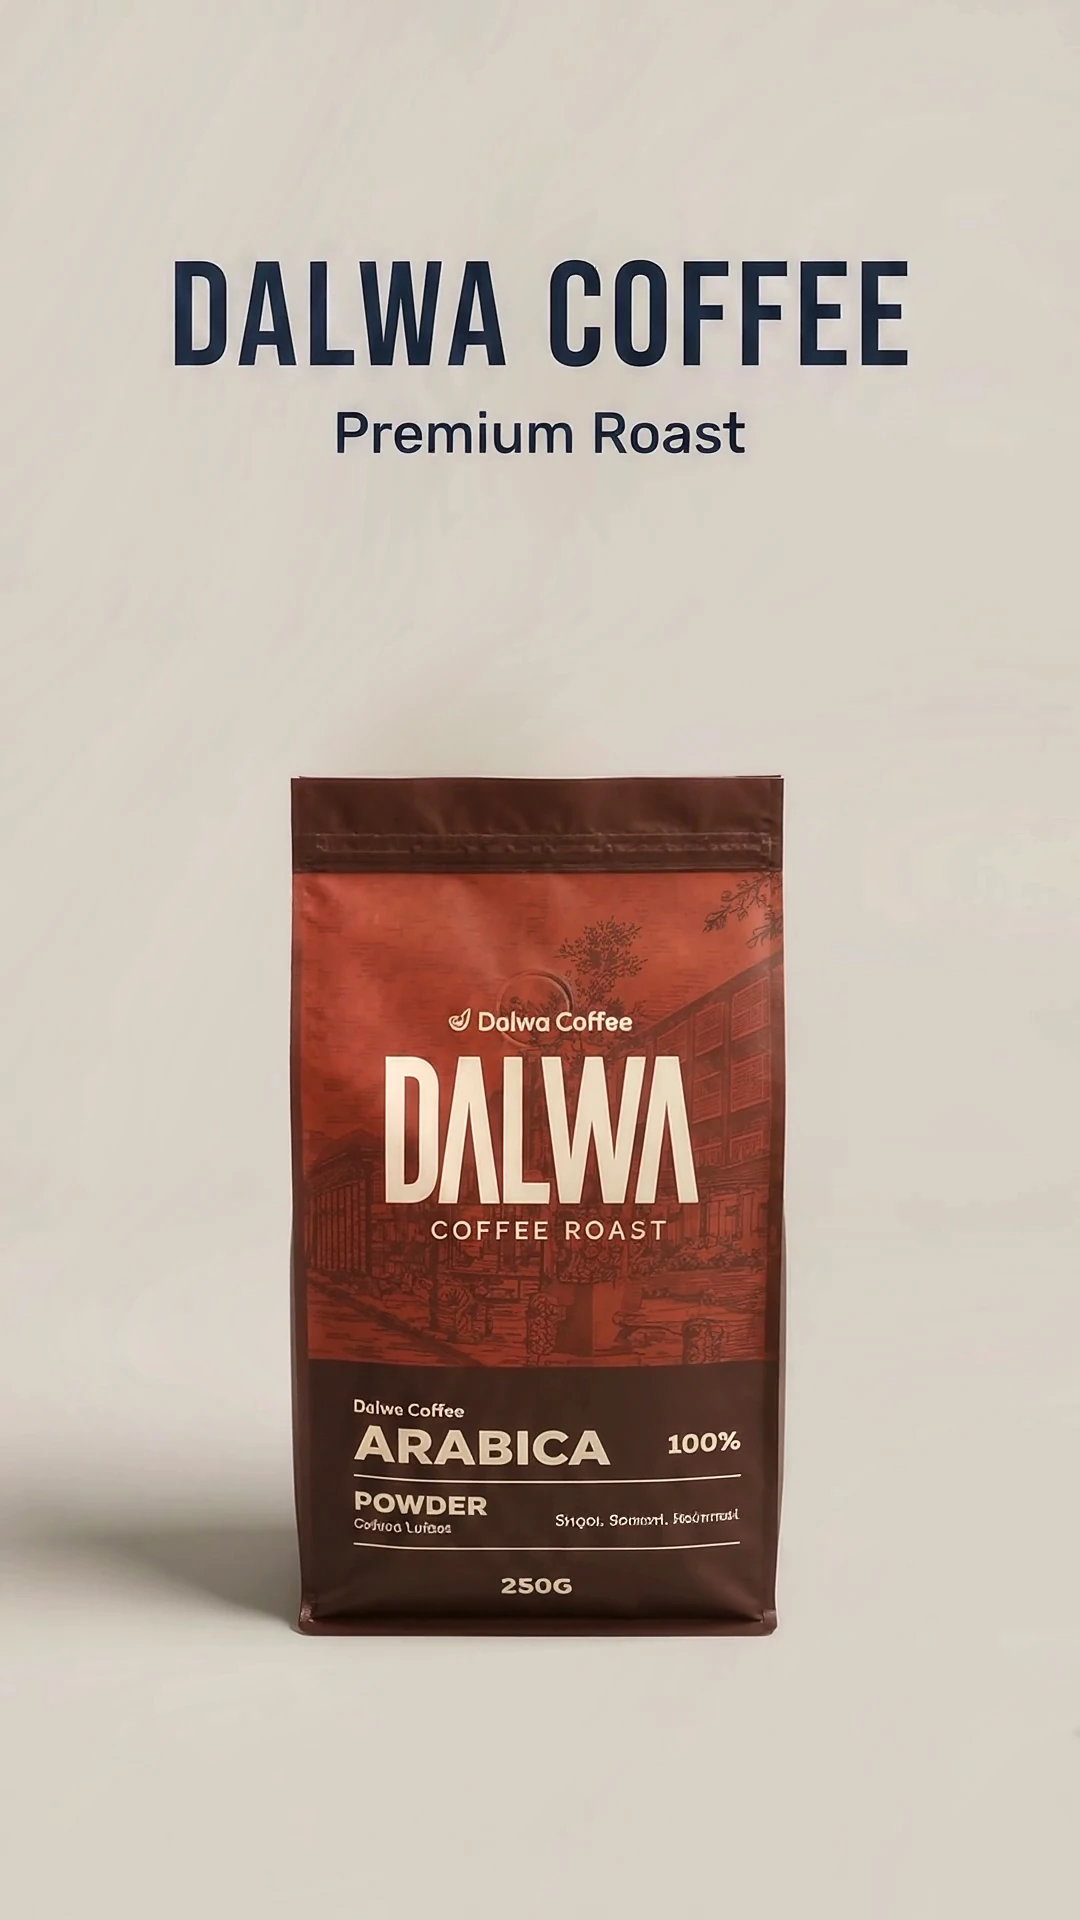 DALWA COFFEE
Premium Roast
Dalwa Coffee
DALWA
COFFEE ROAST
Dalwe Coffee
ARABICA
100%
POWDER
250G